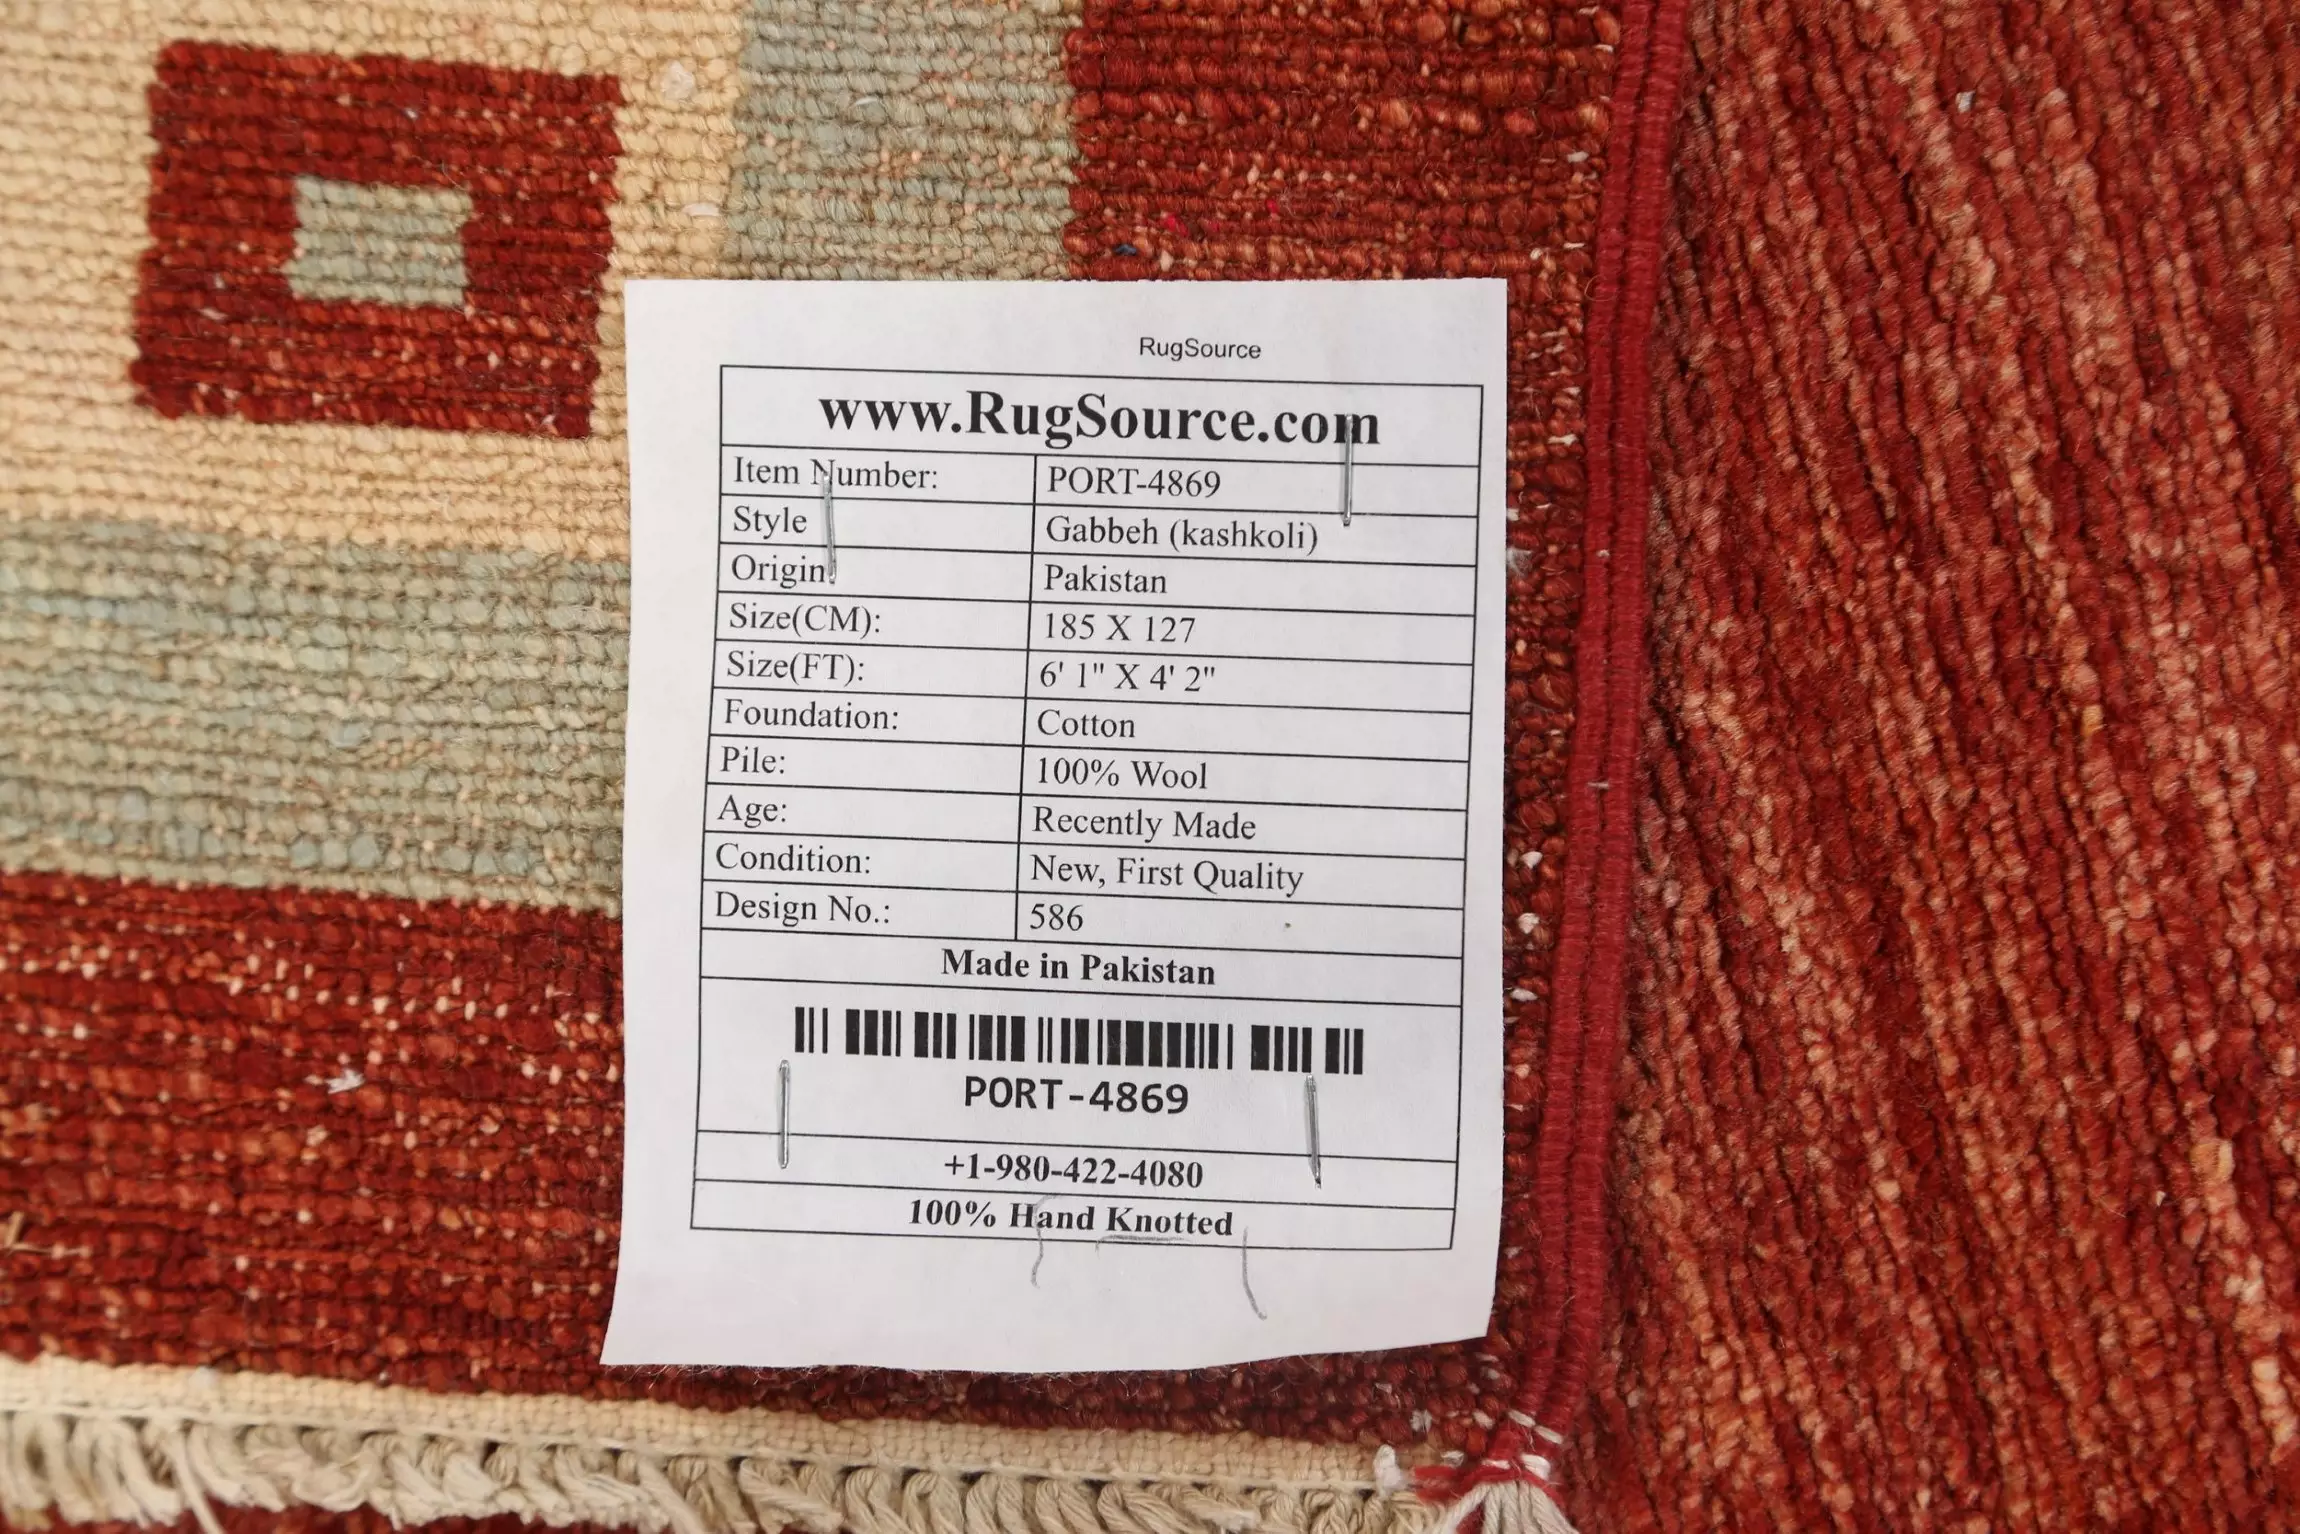 RugSource
www.RugSource.com
Item Number: PORT-4869
Style Gabbeh (kashkoli)
Origin: Pakistan
Size(CM): 185 X 127
Size(FT): 6' 1" X 4' 2"
Foundation: Cotton
Pile: 100% Wool
Age: Recently Made
Condition: New, First Quality
Design No.: 586
Made in Pakistan
PORT-4869
+1-980-422-4080
100% Hand Knotted